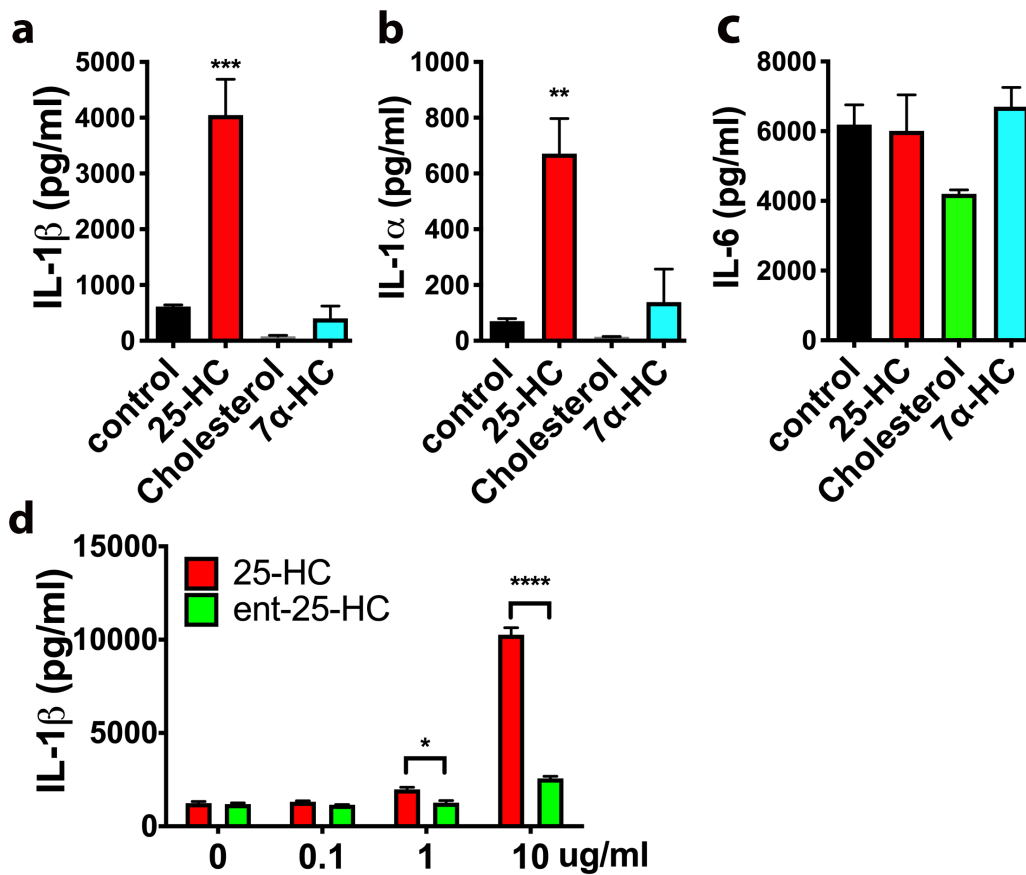 a
IL-1β (pg/ml)
5000
4000
3000
2000
1000
0
***
control
25-HC
Cholesterol
7α-HC
b
IL-1α (pg/ml)
1000
800
600
400
200
0
**
control
25-HC
Cholesterol
7α-HC
c
IL-6 (pg/ml)
8000
6000
4000
2000
0
control
25-HC
Cholesterol
7α-HC
d
IL-1β (pg/ml)
15000
10000
5000
0
25-HC
ent-25-HC
*
****
0 0.1 1 10 ug/ml